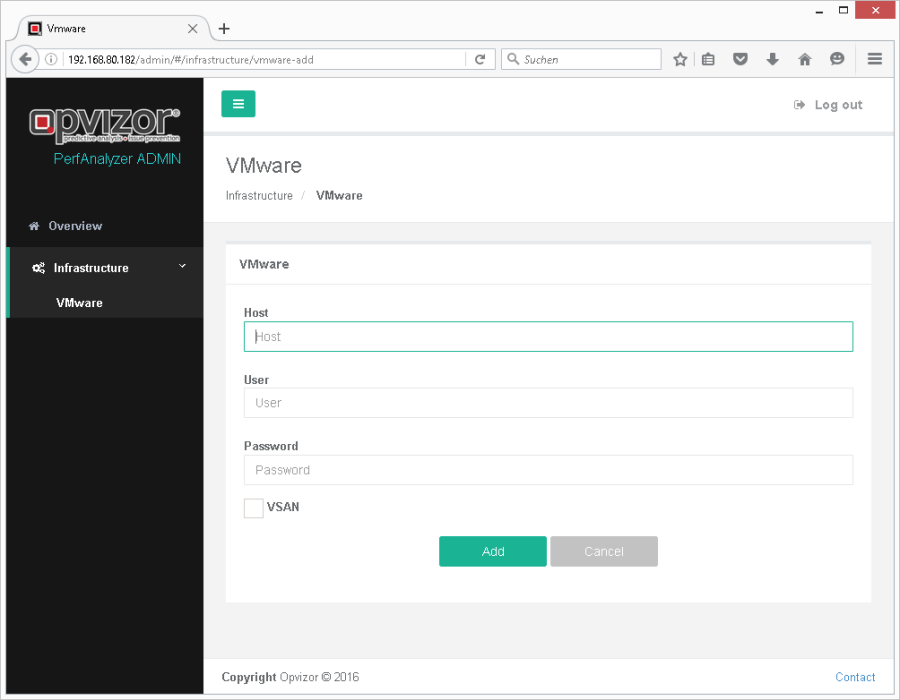 Vmware
192.168.80.182/admin/#/infrastructure/vmware-add
Suchen
opvizor®
predictive analysis issue prevention
PerfAnalyzer ADMIN
Log out
VMware
Infrastructure / VMware
Overview
Infrastructure
VMware
VMware
Host
Host
User
User
Password
Password
VSAN
Add Cancel
Copyright Opvizor © 2016
Contact